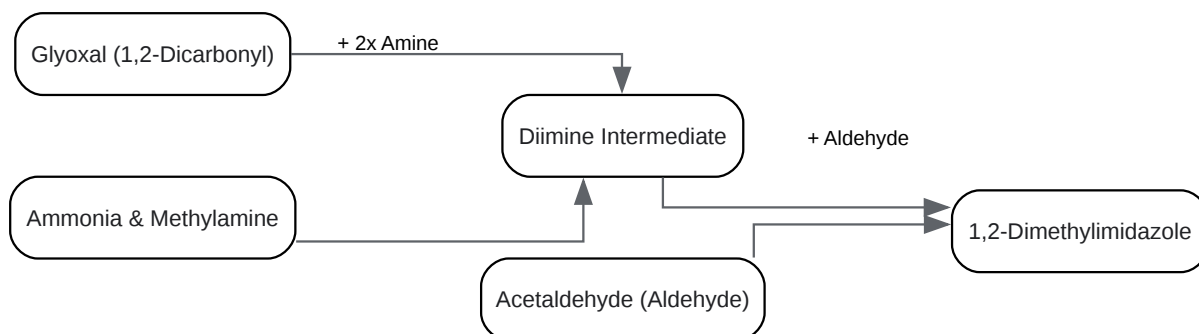 Glyoxal (1,2-Dicarbonyl)
+ 2x Amine
Diimine Intermediate
+ Aldehyde
Ammonia & Methylamine
1,2-Dimethylimidazole
Acetaldehyde (Aldehyde)